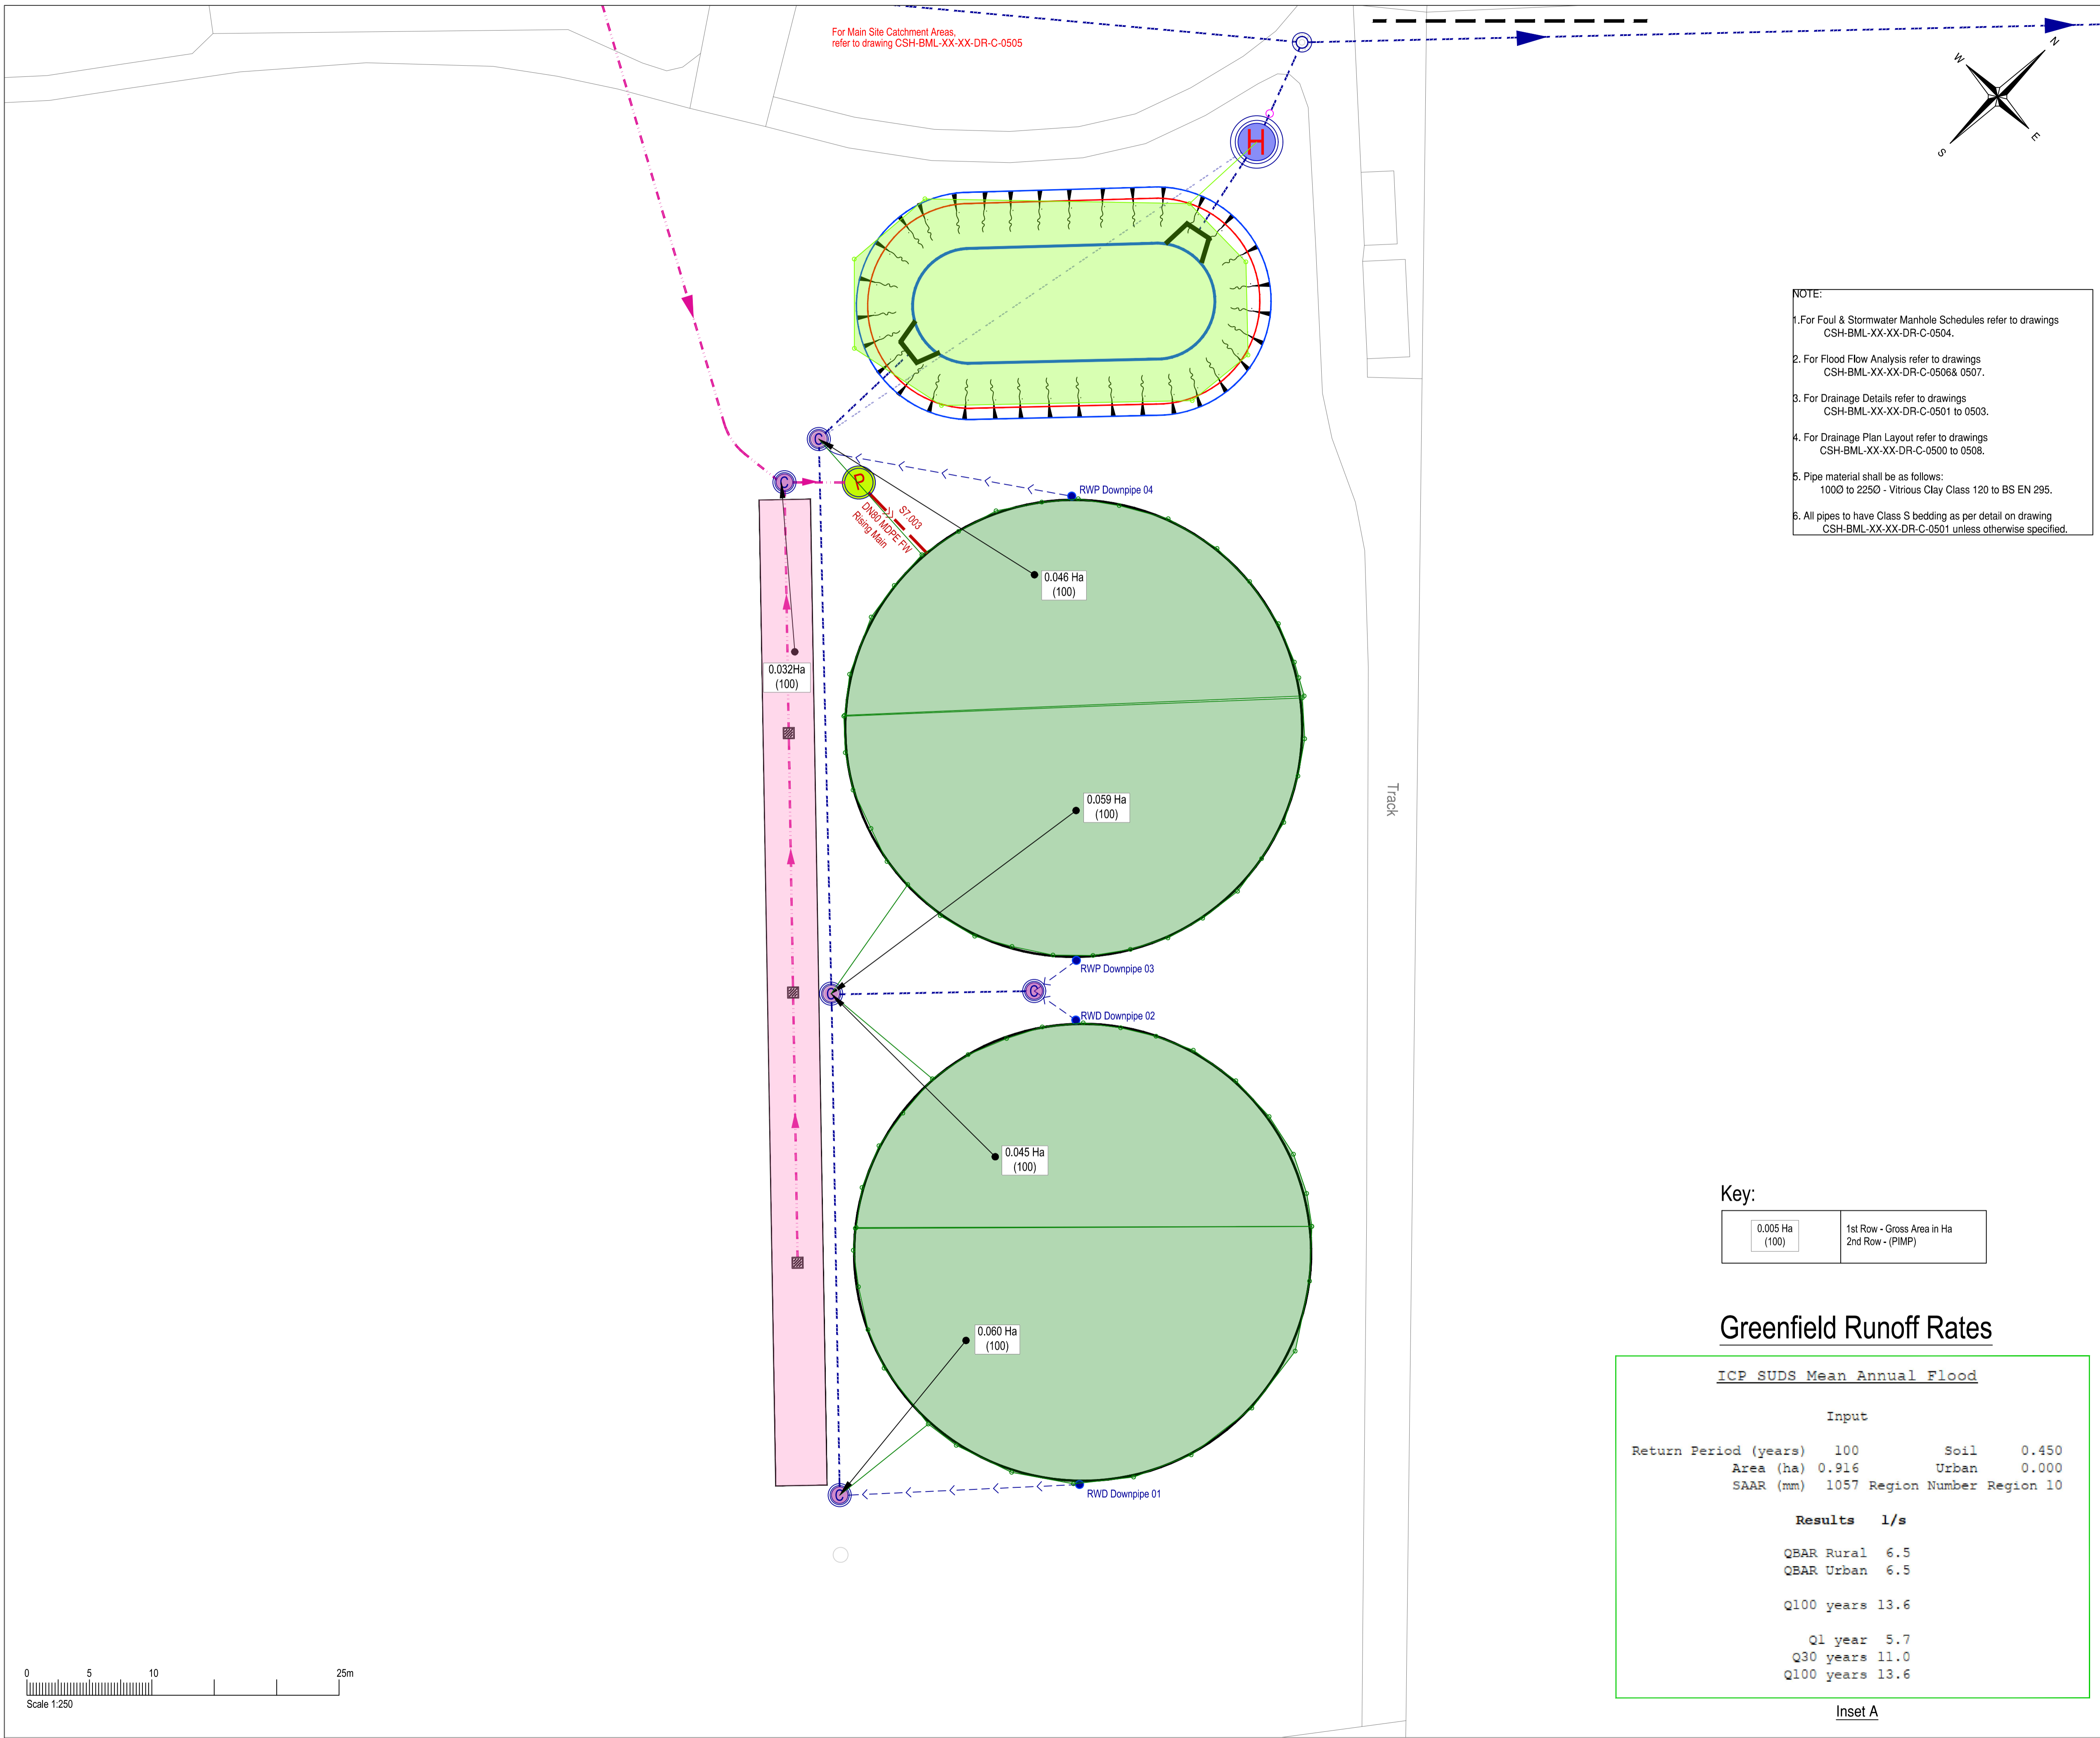 For Main Site Catchment Areas,
refer to drawing CSH-BML-XX-XX-DR-C-0505
N
W
E
S
H
NOTE:
1.For Foul & Stormwater Manhole Schedules refer to drawings
CSH-BML-XX-XX-DR-C-0504.
2. For Flood Flow Analysis refer to drawings
CSH-BML-XX-XX-DR-C-0506& 0507.
3. For Drainage Details refer to drawings
CSH-BML-XX-XX-DR-C-0501 to 0503.
4. For Drainage Plan Layout refer to drawings
CSH-BML-XX-XX-DR-C-0500 to 0508.
5. Pipe material shall be as follows:
100Ø to 225Ø - Vitrious Clay Class 120 to BS EN 295.
6. All pipes to have Class S bedding as per detail on drawing
CSH-BML-XX-XX-DR-C-0501 unless otherwise specified.
C
C
P
RWP Downpipe 04
S7.003
DN80 MDPE FW
Rising Main
0.046 Ha
(100)
0.032Ha
(100)
0.059 Ha
(100)
Track
RWP Downpipe 03
C
C
RWD Downpipe 02
0.045 Ha
(100)
0.060 Ha
(100)
C
RWD Downpipe 01
Key:
0.005 Ha
(100)
1st Row - Gross Area in Ha
2nd Row - (PIMP)
Greenfield Runoff Rates
ICP SUDS Mean Annual Flood
Input
Return Period (years) 100 Soil 0.450
Area (ha) 0.916 Urban 0.000
SAAR (mm) 1057 Region Number Region 10
Results l/s
QBAR Rural 6.5
QBAR Urban 6.5
Q100 years 13.6
Q1 year 5.7
Q30 years 11.0
Q100 years 13.6
Inset A
0 5 10 25m
Scale 1:250